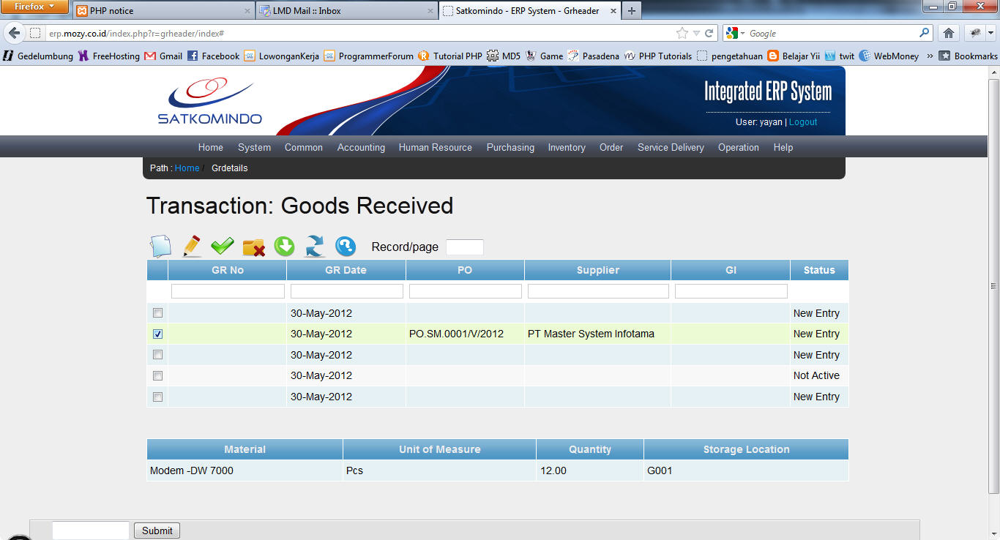 Firefox
PHP notice
LMD Mail :: Inbox
Satkomindo - ERP System - Grheader
erp.mozy.co.id/index.php?r=grheader/index#
Google
Gedelumbung FreeHosting Gmail Facebook LowonganKerja ProgrammerForum Tutorial PHP MD5 Game Pasadena PHP Tutorials pengetahuan Belajar Yii twit WebMoney » Bookmarks
SATKOMINDO
Integrated ERP System
User: yayan | Logout
Home System Common Accounting Human Resource Purchasing Inventory Order Service Delivery Operation Help
Path : Home / Grdetails
Transaction: Goods Received
Record/page
GR No GR Date PO Supplier GI Status
30-May-2012 New Entry
30-May-2012 PO.SM.0001/V/2012 PT Master System Infotama New Entry
30-May-2012 New Entry
30-May-2012 Not Active
30-May-2012 New Entry
Material Unit of Measure Quantity Storage Location
Modem -DW 7000 Pcs 12.00 G001
Submit